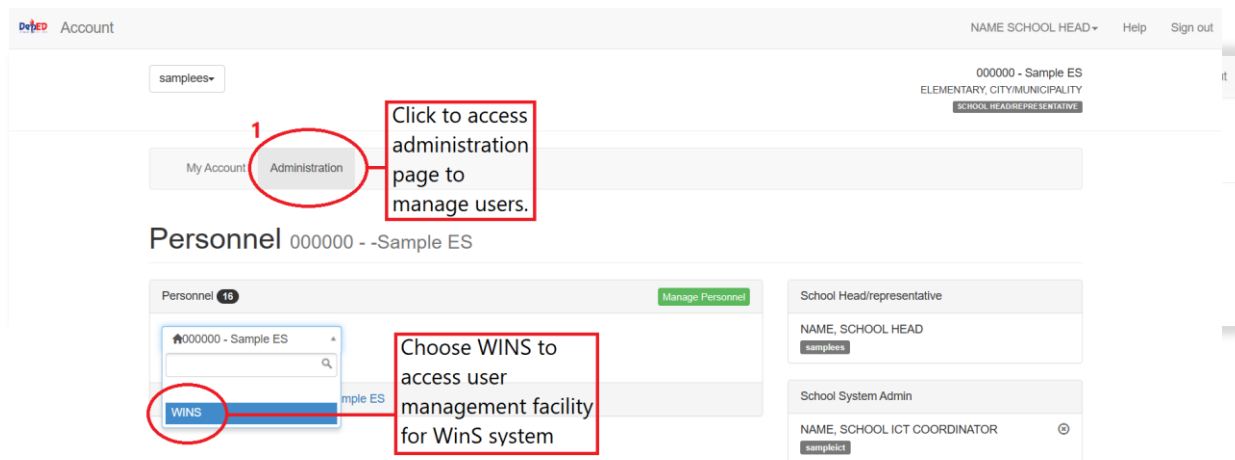 DepED Account NAME SCHOOL HEAD Help Sign out
samplees
000000 - Sample ES
ELEMENTARY, CITY/MUNICIPALITY
SCHOOL HEAD/REPRESENTATIVE
1
Click to access
administration
page to
manage users.
My Account Administration
Personnel 000000 - -Sample ES
Personnel 16 Manage Personnel
000000 - Sample ES
WINS
mple ES
Choose WINS to
access user
management facility
for WinS system
School Head/representative
NAME, SCHOOL HEAD
samplees
School System Admin
NAME, SCHOOL ICT COORDINATOR
sampleict